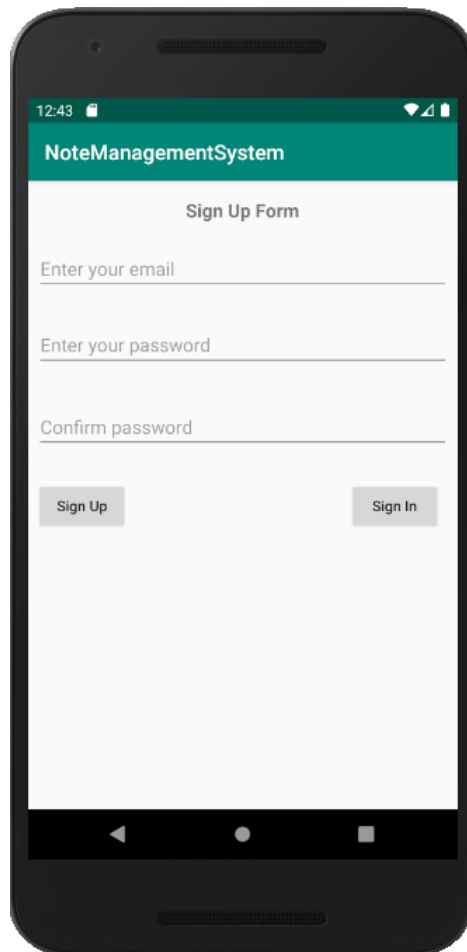 12:43
NoteManagementSystem
Sign Up Form
Enter your email
Enter your password
Confirm password
Sign Up Sign In